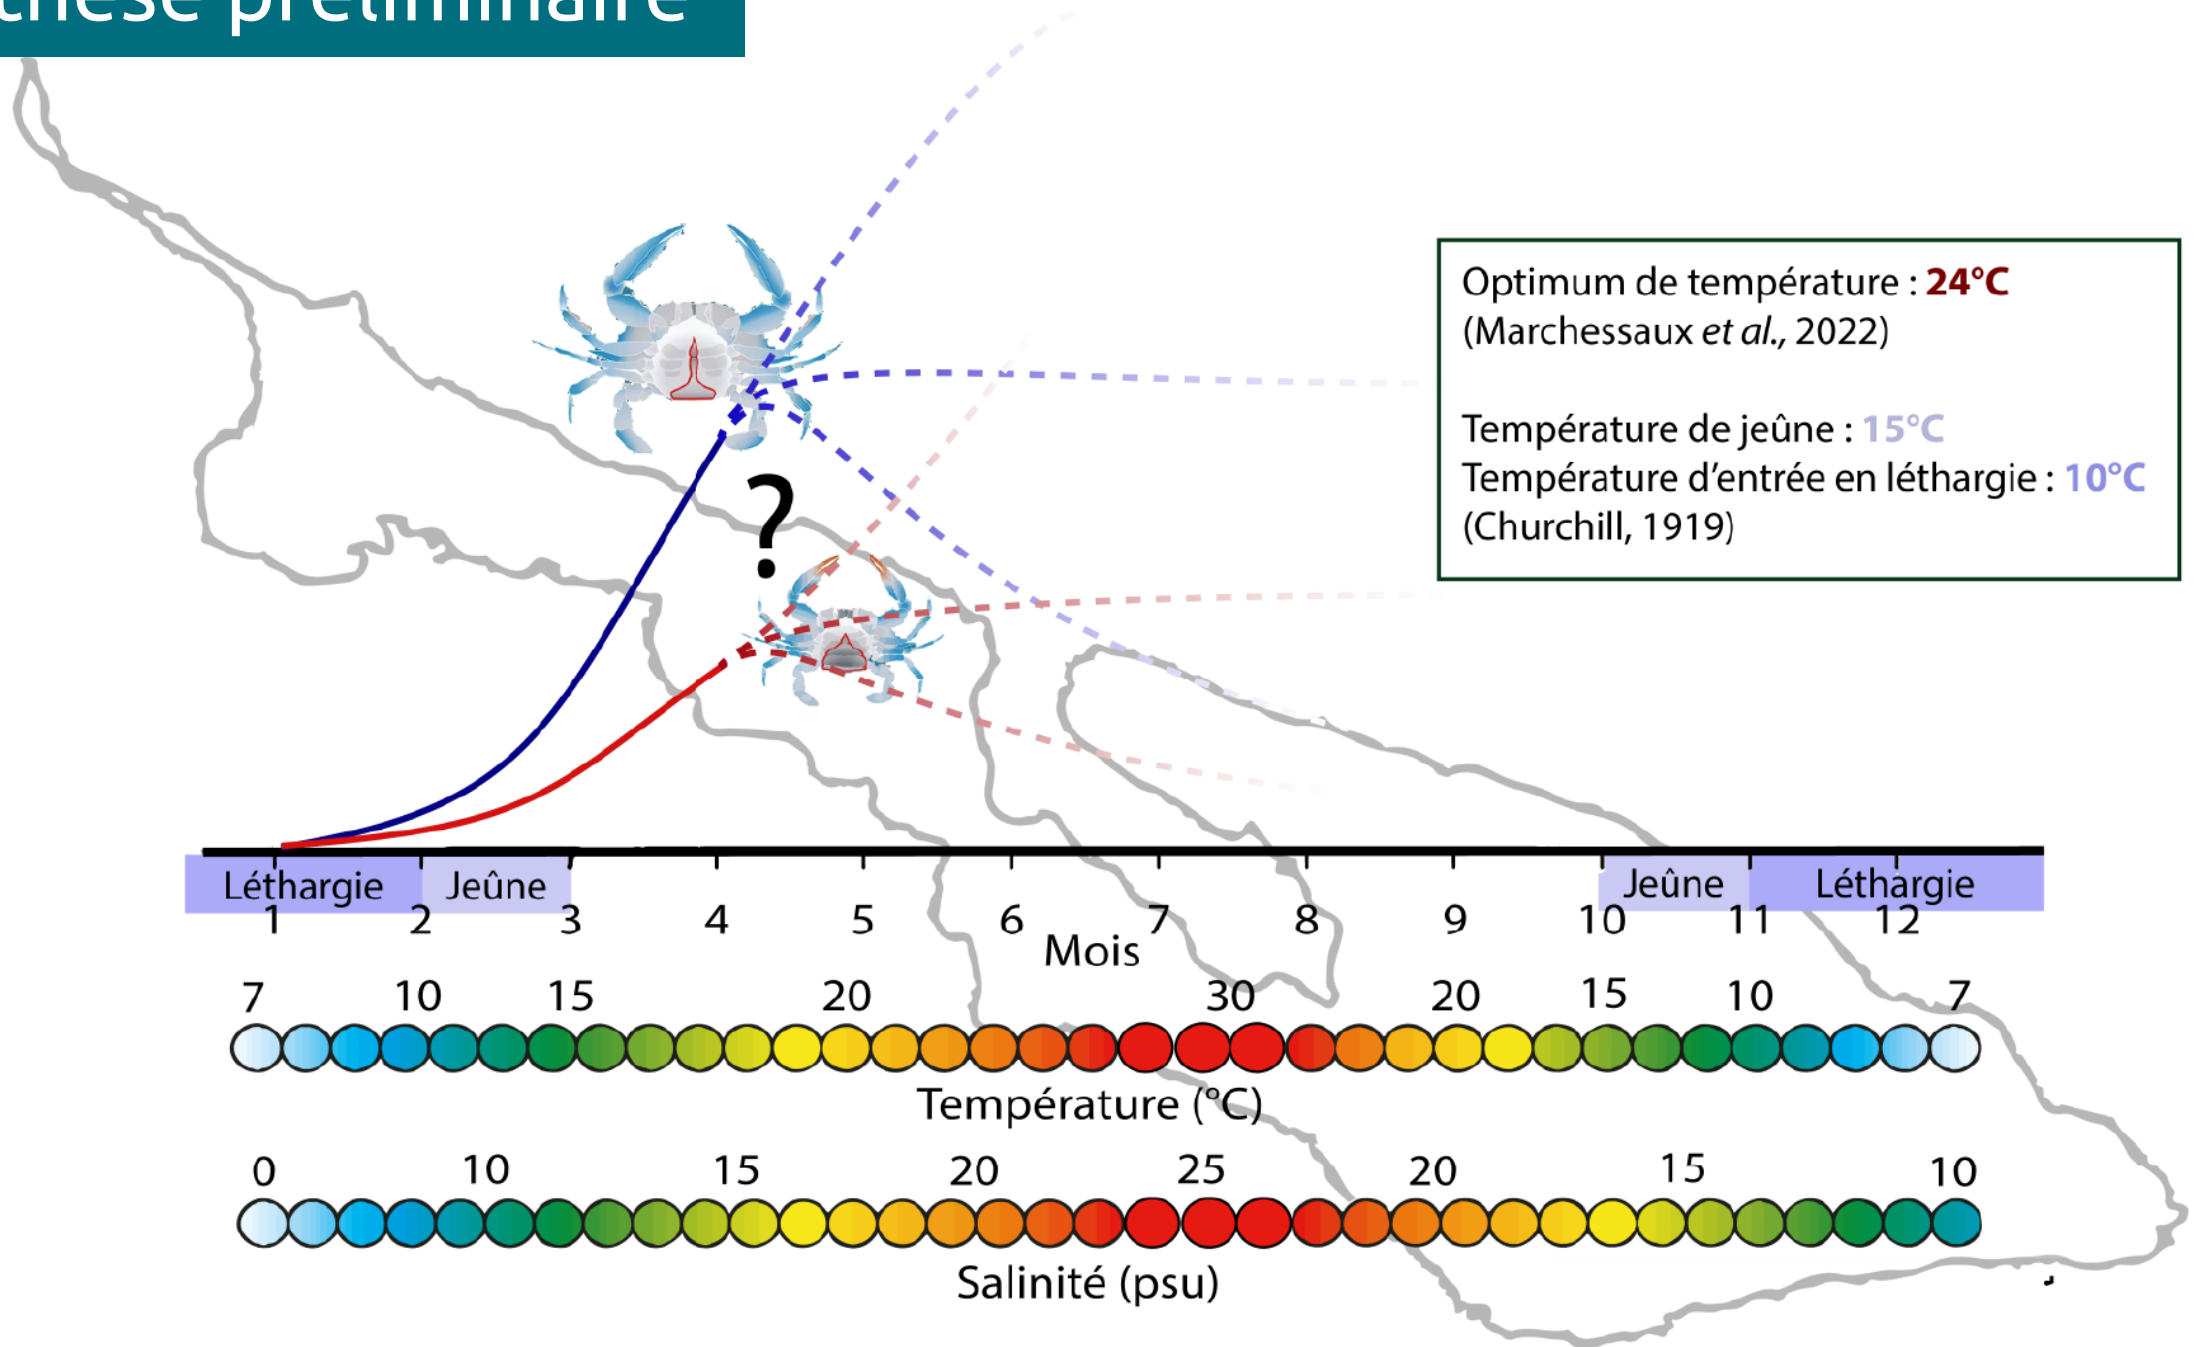 thèse préliminaire
Optimum de température : 24°C
(Marchessaux et al., 2022)
Température de jeûne : 15°C
Température d’entrée en léthargie : 10°C
(Churchill, 1919)
?
Léthargie Jeûne Jeûne Léthargie
1 2 3 4 5 6 7 8 9 10 11 12
Mois
7 10 15 20 30 20 15 10 7
Température (°C)
0 10 15 20 25 20 15 10
Salinité (psu)